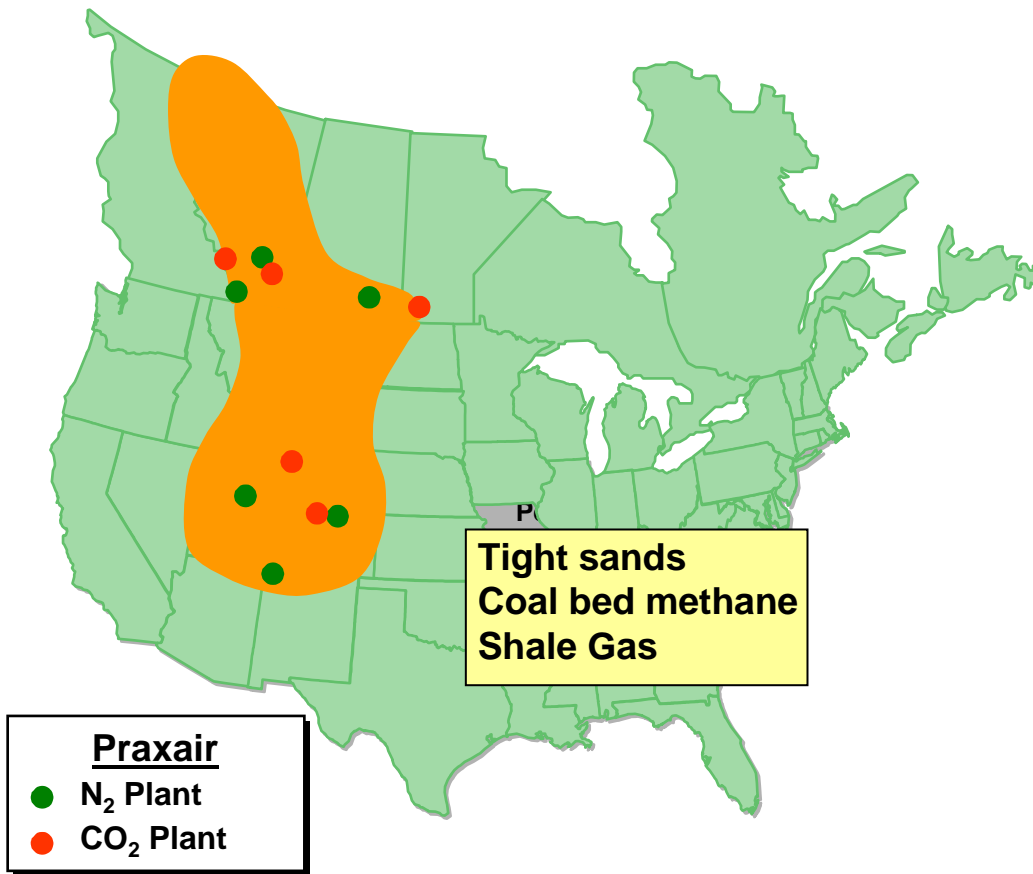 Tight sands
Coal bed methane
Shale Gas
Praxair
N₂ Plant
CO₂ Plant